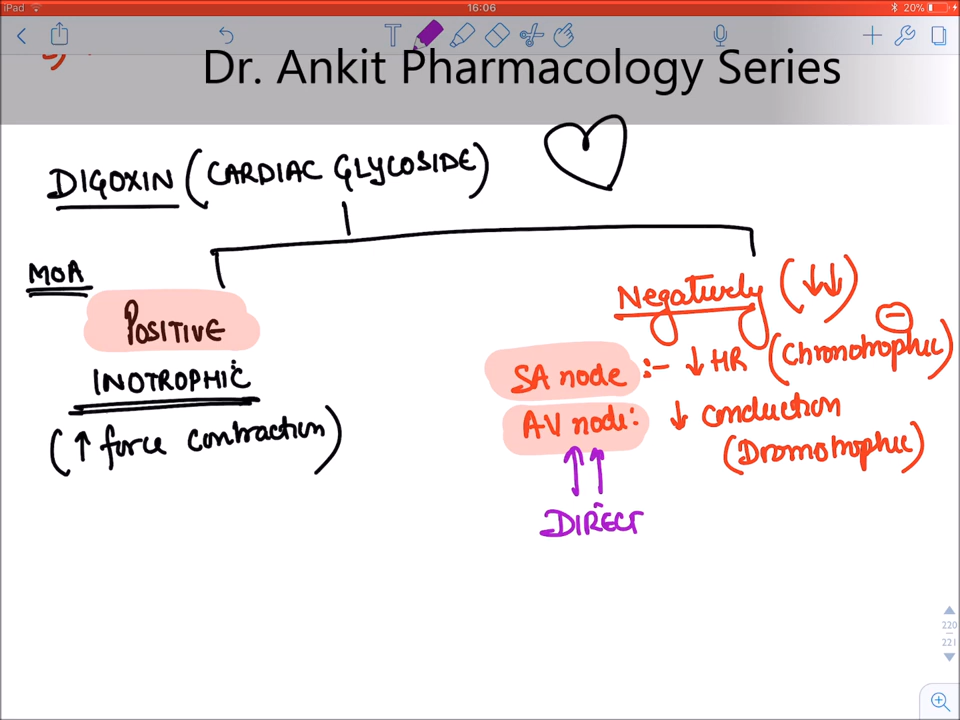 iPad
16:06
20%
T
Dr. Ankit Pharmacology Series
DIGOXIN (CARDIAC GLYCOSIDE)
MOA
POSITIVE
INOTROPHIC
(↑ force contraction)
Negatively (↓↓)
SA node :- ↓ HR (Chronotrophic) −
A-V node: ↓ conduction
(Dromotrophic)
↑↑
DIRECT
220
221